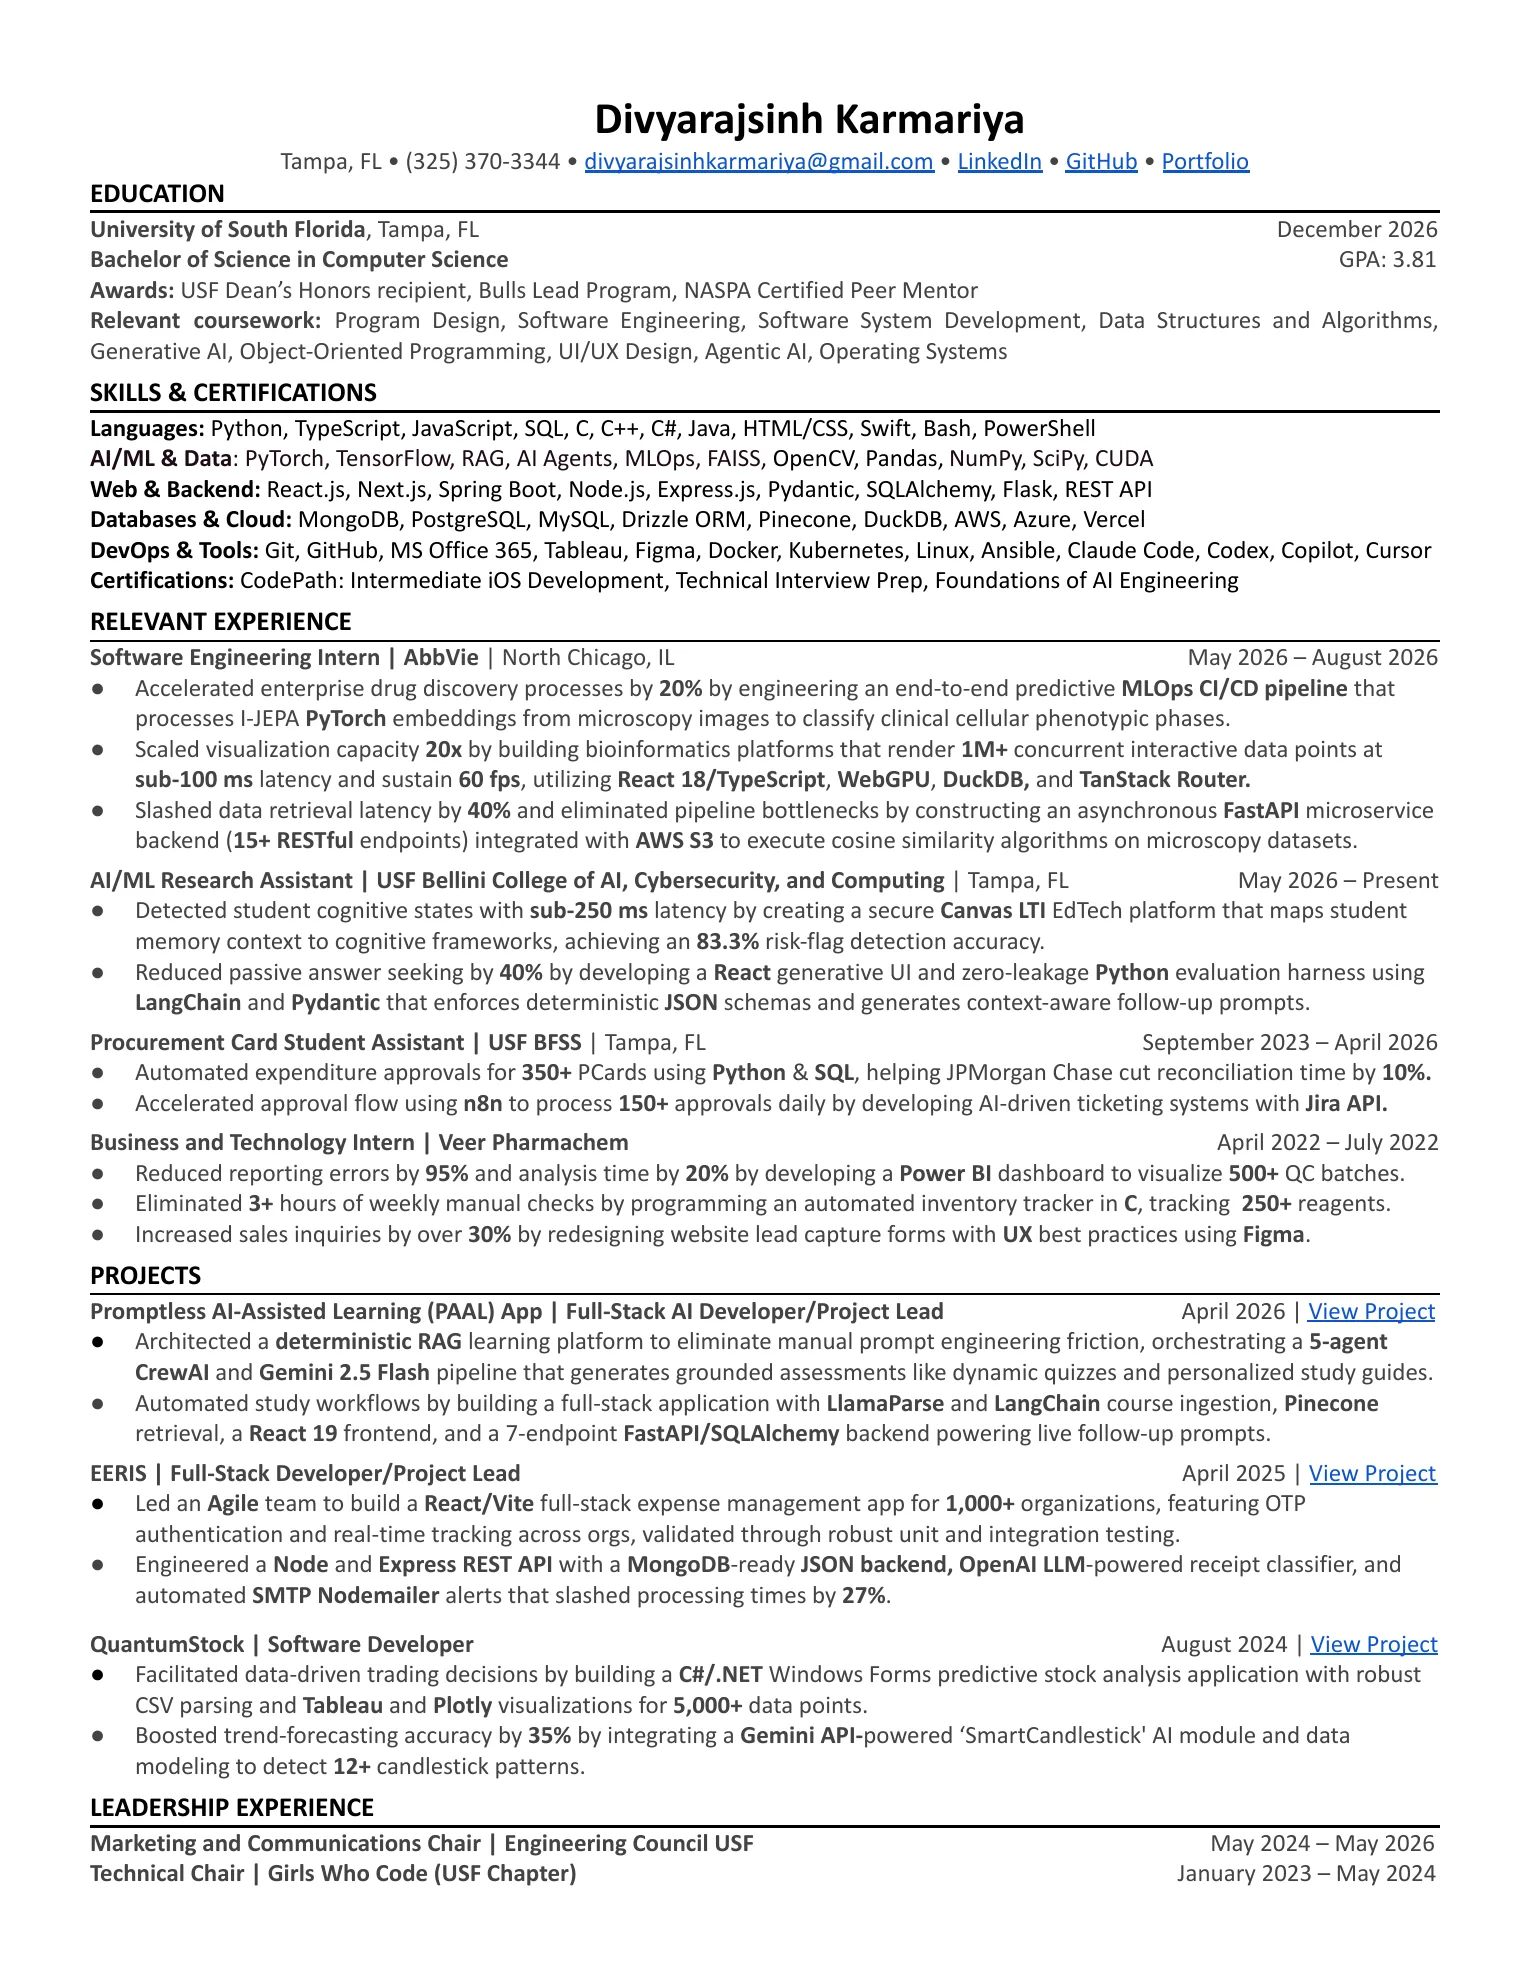 Divyarajsinh Karmariya
Tampa, FL • (325) 370-3344 • divyarajsinhkarmariya@gmail.com • LinkedIn • GitHub • Portfolio
EDUCATION
University of South Florida, Tampa, FL December 2026
Bachelor of Science in Computer Science GPA: 3.81
Awards: USF Dean’s Honors recipient, Bulls Lead Program, NASPA Certified Peer Mentor
Relevant coursework: Program Design, Software Engineering, Software System Development, Data Structures and Algorithms,
Generative AI, Object-Oriented Programming, UI/UX Design, Agentic AI, Operating Systems
SKILLS & CERTIFICATIONS
Languages: Python, TypeScript, JavaScript, SQL, C, C++, C#, Java, HTML/CSS, Swift, Bash, PowerShell
AI/ML & Data: PyTorch, TensorFlow, RAG, AI Agents, MLOps, FAISS, OpenCV, Pandas, NumPy, SciPy, CUDA
Web & Backend: React.js, Next.js, Spring Boot, Node.js, Express.js, Pydantic, SQLAlchemy, Flask, REST API
Databases & Cloud: MongoDB, PostgreSQL, MySQL, Drizzle ORM, Pinecone, DuckDB, AWS, Azure, Vercel
DevOps & Tools: Git, GitHub, MS Office 365, Tableau, Figma, Docker, Kubernetes, Linux, Ansible, Claude Code, Codex, Copilot, Cursor
Certifications: CodePath: Intermediate iOS Development, Technical Interview Prep, Foundations of AI Engineering
RELEVANT EXPERIENCE
Software Engineering Intern | AbbVie | North Chicago, IL May 2026 – August 2026
● Accelerated enterprise drug discovery processes by 20% by engineering an end-to-end predictive MLOps CI/CD pipeline that
processes I-JEPA PyTorch embeddings from microscopy images to classify clinical cellular phenotypic phases.
● Scaled visualization capacity 20x by building bioinformatics platforms that render 1M+ concurrent interactive data points at
sub-100 ms latency and sustain 60 fps, utilizing React 18/TypeScript, WebGPU, DuckDB, and TanStack Router.
● Slashed data retrieval latency by 40% and eliminated pipeline bottlenecks by constructing an asynchronous FastAPI microservice
backend (15+ RESTful endpoints) integrated with AWS S3 to execute cosine similarity algorithms on microscopy datasets.
AI/ML Research Assistant | USF Bellini College of AI, Cybersecurity, and Computing | Tampa, FL May 2026 – Present
● Detected student cognitive states with sub-250 ms latency by creating a secure Canvas LTI EdTech platform that maps student
memory context to cognitive frameworks, achieving an 83.3% risk-flag detection accuracy.
● Reduced passive answer seeking by 40% by developing a React generative UI and zero-leakage Python evaluation harness using
LangChain and Pydantic that enforces deterministic JSON schemas and generates context-aware follow-up prompts.
Procurement Card Student Assistant | USF BFSS | Tampa, FL September 2023 – April 2026
● Automated expenditure approvals for 350+ PCards using Python & SQL, helping JPMorgan Chase cut reconciliation time by 10%.
● Accelerated approval flow using n8n to process 150+ approvals daily by developing AI-driven ticketing systems with Jira API.
Business and Technology Intern | Veer Pharmachem April 2022 – July 2022
● Reduced reporting errors by 95% and analysis time by 20% by developing a Power BI dashboard to visualize 500+ QC batches.
● Eliminated 3+ hours of weekly manual checks by programming an automated inventory tracker in C, tracking 250+ reagents.
● Increased sales inquiries by over 30% by redesigning website lead capture forms with UX best practices using Figma.
PROJECTS
Promptless AI-Assisted Learning (PAAL) App | Full-Stack AI Developer/Project Lead April 2026 | View Project
● Architected a deterministic RAG learning platform to eliminate manual prompt engineering friction, orchestrating a 5-agent
CrewAI and Gemini 2.5 Flash pipeline that generates grounded assessments like dynamic quizzes and personalized study guides.
● Automated study workflows by building a full-stack application with LlamaParse and LangChain course ingestion, Pinecone
retrieval, a React 19 frontend, and a 7-endpoint FastAPI/SQLAlchemy backend powering live follow-up prompts.
EERIS | Full-Stack Developer/Project Lead April 2025 | View Project
● Led an Agile team to build a React/Vite full-stack expense management app for 1,000+ organizations, featuring OTP
authentication and real-time tracking across orgs, validated through robust unit and integration testing.
● Engineered a Node and Express REST API with a MongoDB-ready JSON backend, OpenAI LLM-powered receipt classifier, and
automated SMTP Nodemailer alerts that slashed processing times by 27%.
QuantumStock | Software Developer August 2024 | View Project
● Facilitated data-driven trading decisions by building a C#/.NET Windows Forms predictive stock analysis application with robust
CSV parsing and Tableau and Plotly visualizations for 5,000+ data points.
● Boosted trend-forecasting accuracy by 35% by integrating a Gemini API-powered ‘SmartCandlestick' AI module and data
modeling to detect 12+ candlestick patterns.
LEADERSHIP EXPERIENCE
Marketing and Communications Chair | Engineering Council USF May 2024 – May 2026
Technical Chair | Girls Who Code (USF Chapter) January 2023 – May 2024